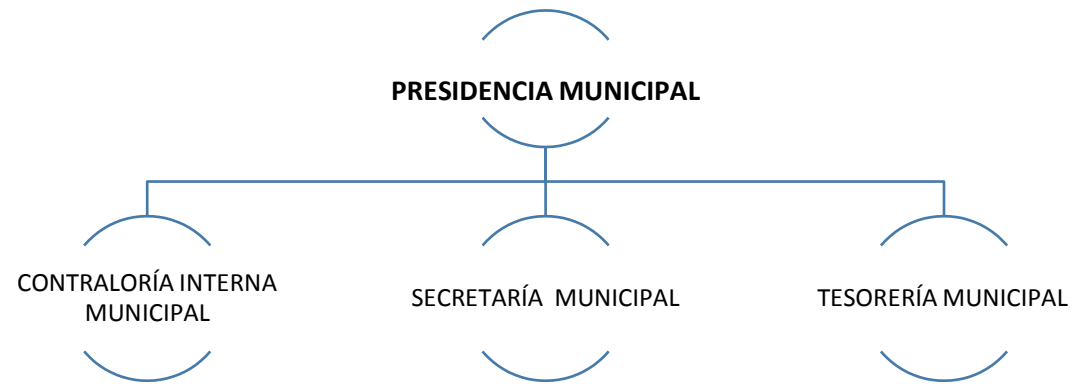 PRESIDENCIA MUNICIPAL
CONTRALORÍA INTERNA
MUNICIPAL
SECRETARÍA MUNICIPAL
TESORERÍA MUNICIPAL